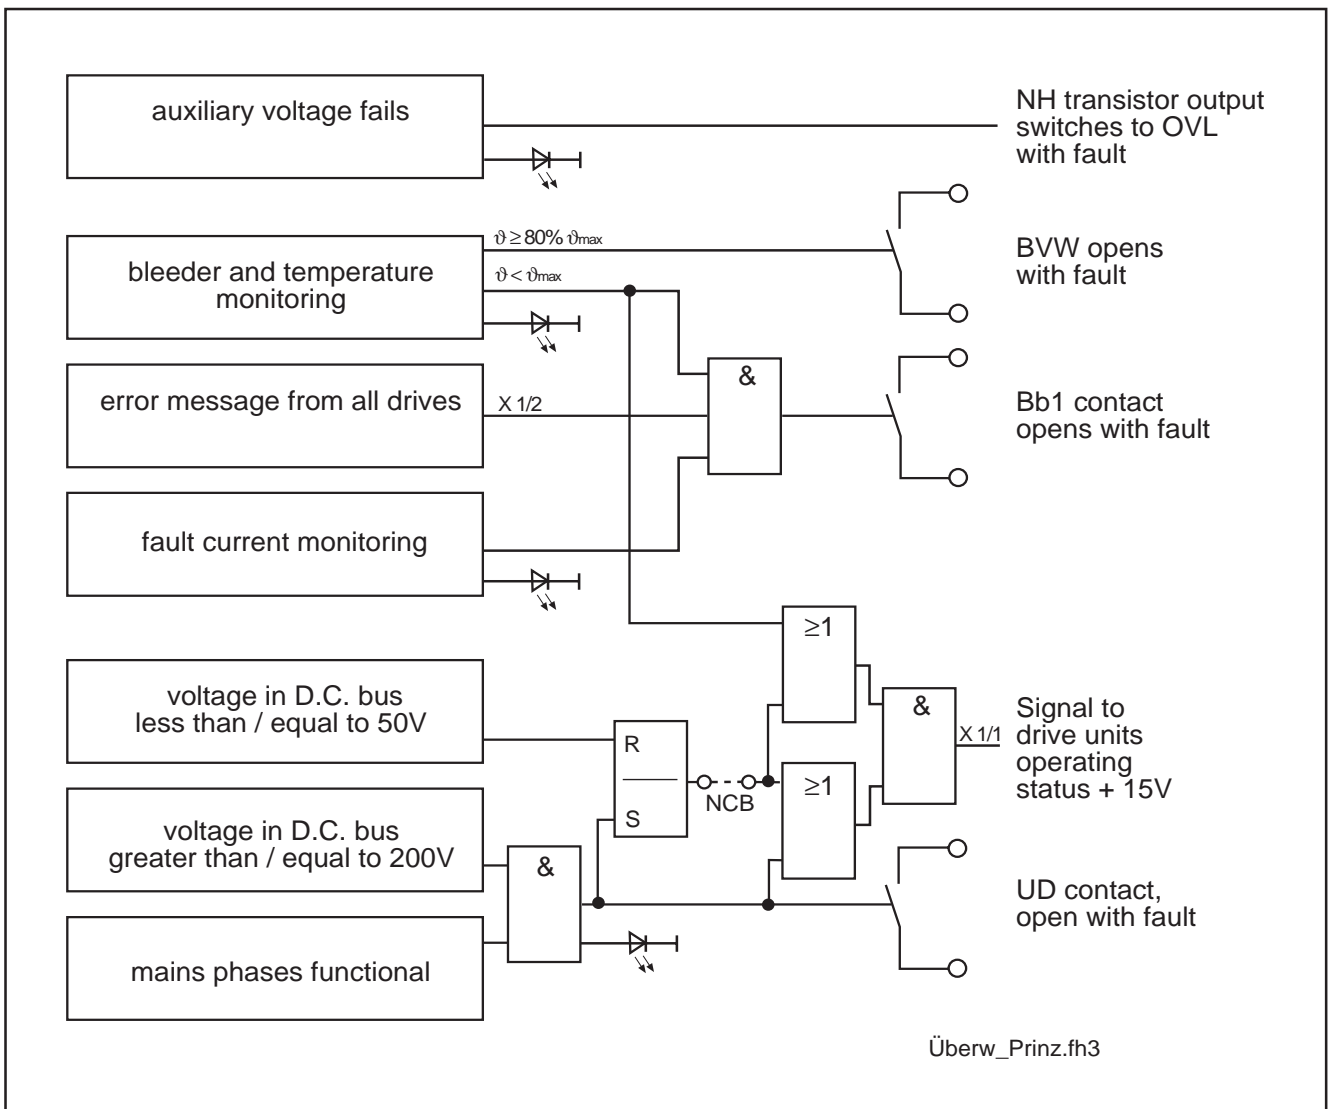 auxiliary voltage fails
NH transistor output
switches to OVL
with fault
ϑ ≥ 80% ϑmax
bleeder and temperature
monitoring
ϑ < ϑmax
BVW opens
with fault
error message from all drives
X 1/2
&
Bb1 contact
opens with fault
fault current monitoring
≥1
voltage in D.C. bus
less than / equal to 50V
R
S
NCB
≥1
&
X 1/1
Signal to
drive units
operating
status + 15V
voltage in D.C. bus
greater than / equal to 200V
&
UD contact,
open with fault
mains phases functional
Überw_Prinz.fh3